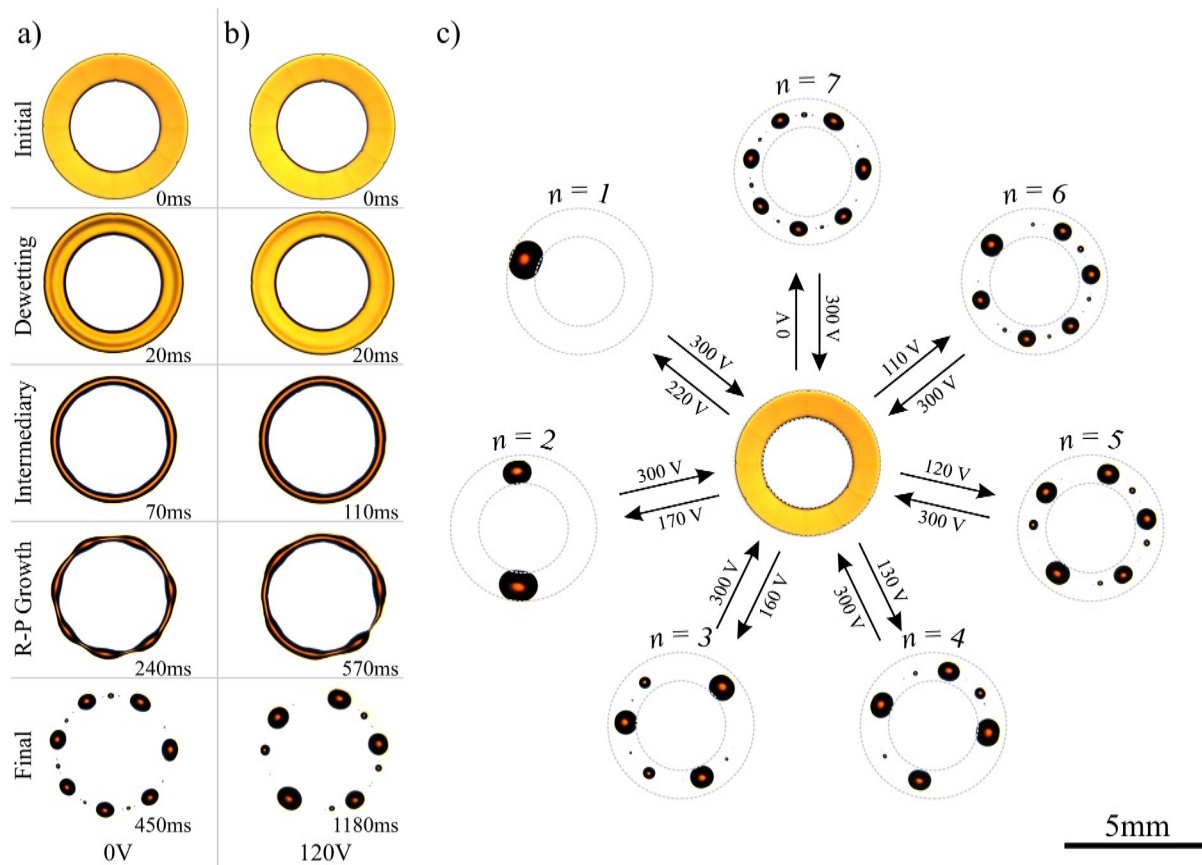 a)
b)
c)
Initial
0ms
0ms
Dewetting
20ms
20ms
Intermediary
70ms
110ms
R-P Growth
240ms
570ms
Final
450ms
1180ms
0V
120V
n = 7
n = 1
n = 6
300 V
220 V
0 V
300 V
110 V
300 V
n = 2
300 V
170 V
n = 5
120 V
300 V
300 V
160 V
130 V
300 V
n = 3
n = 4
5mm